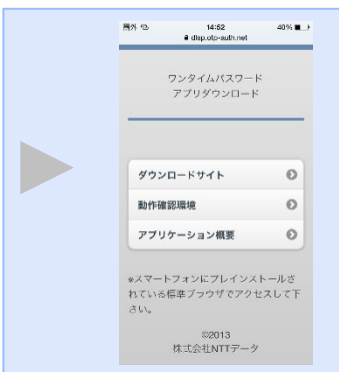 圏外 14:52 40%
disp.otp-auth.net
ワンタイムパスワード
アプリダウンロード
ダウンロードサイト
動作確認環境
アプリケーション概要
※スマートフォンにプレインストールさ
れている標準ブラウザでアクセスして下
さい。
©2013
株式会社NTTデータ